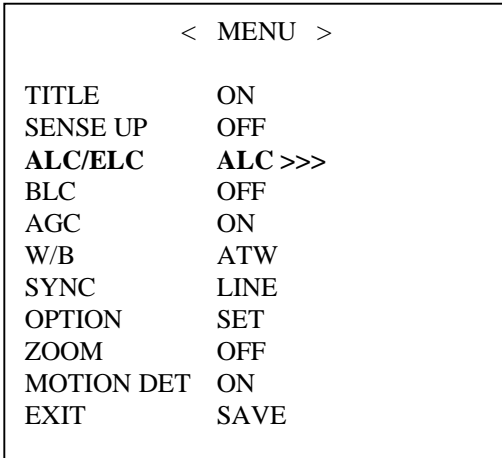 < MENU >
TITLE ON
SENSE UP OFF
ALC/ELC ALC >>>
BLC OFF
AGC ON
W/B ATW
SYNC LINE
OPTION SET
ZOOM OFF
MOTION DET ON
EXIT SAVE